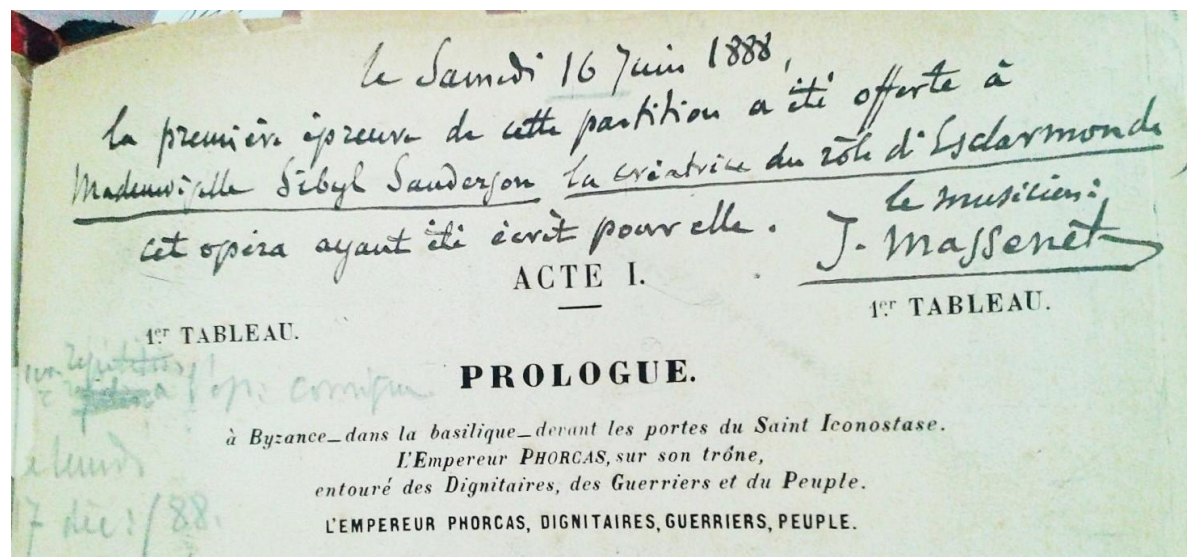 le Samedi 16 Juin 1888,
la première épreuve de cette partition a été offerte à
Mademoiselle Sibyl Sanderson la créatrice du rôle d'Esclarmonde
cet opéra ayant été écrit pour elle.
le musicien:
J. Massenet
ACTE I.
1er TABLEAU.
1er TABLEAU.
PROLOGUE.
répétition
à l'op: comique
le lundi
17 déc: /88.
à Byzance_dans la basilique_devant les portes du Saint Iconostase.
L'Empereur PHORCAS, sur son trône,
entouré des Dignitaires, des Guerriers et du Peuple.
L'EMPEREUR PHORCAS, DIGNITAIRES, GUERRIERS, PEUPLE.